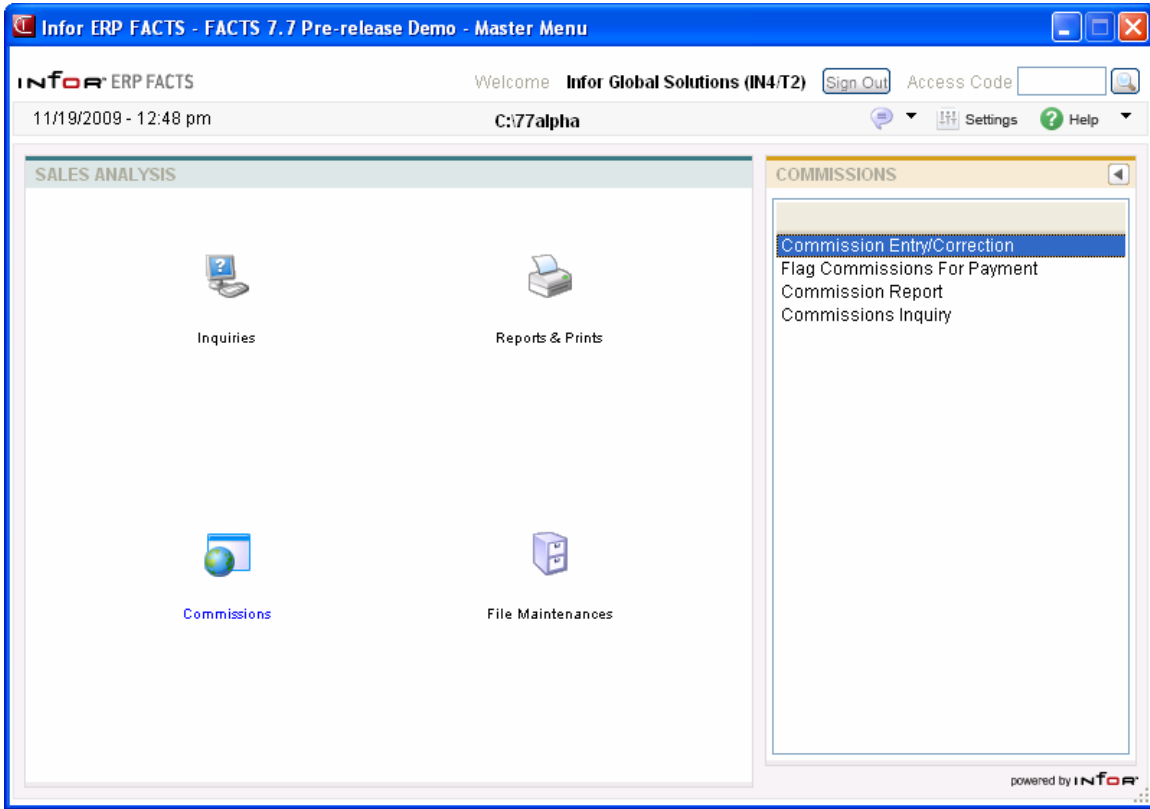 Infor ERP FACTS - FACTS 7.7 Pre-release Demo - Master Menu
infor ERP FACTS Welcome Infor Global Solutions (IN4/T2) Sign Out Access Code
11/19/2009 - 12:48 pm C:\77alpha Settings Help
SALES ANALYSIS
Inquiries
Reports & Prints
Commissions
File Maintenances
COMMISSIONS
Commission Entry/Correction
Flag Commissions For Payment
Commission Report
Commissions Inquiry
powered by infor